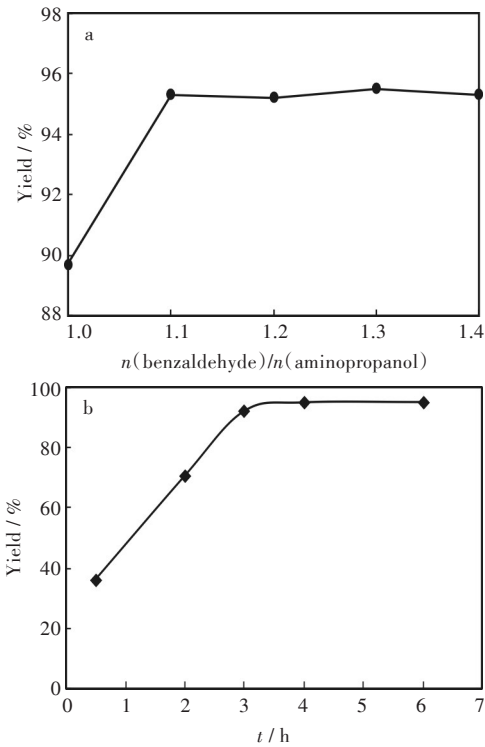 98
a
96
94
92
90
88
Yield / %
1.0 1.1 1.2 1.3 1.4
n(benzaldehyde)/n(aminopropanol)
100
b
80
60
40
20
0
Yield / %
0 1 2 3 4 5 6 7
t / h